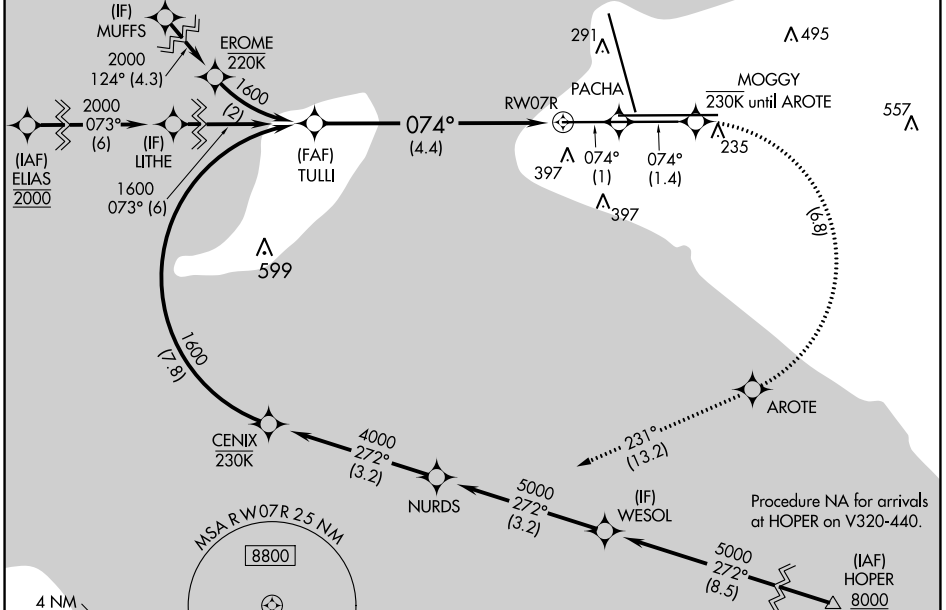 (IF)
MUFFS
2000
124° (4.3)
EROME
220K
1600
(2)
291
495
PACHA
MOGGY
230K until AROTE
557
RW07R
2000
073°
(6)
(IAF)
ELIAS
2000
(IF)
LITHE
1600
073° (6)
(FAF)
TULLI
074°
(4.4)
397
074°
(1)
074°
(1.4)
235
397
(6.8)
599
1600
(7.8)
AROTE
231°
(13.2)
CENIX
230K
4000
272°
(3.2)
NURDS
5000
272°
(3.2)
(IF)
WESOL
Procedure NA for arrivals
at HOPER on V320-440.
5000
272°
(8.5)
(IAF)
HOPER
8000
MSA RW07R 25 NM
8800
4 NM